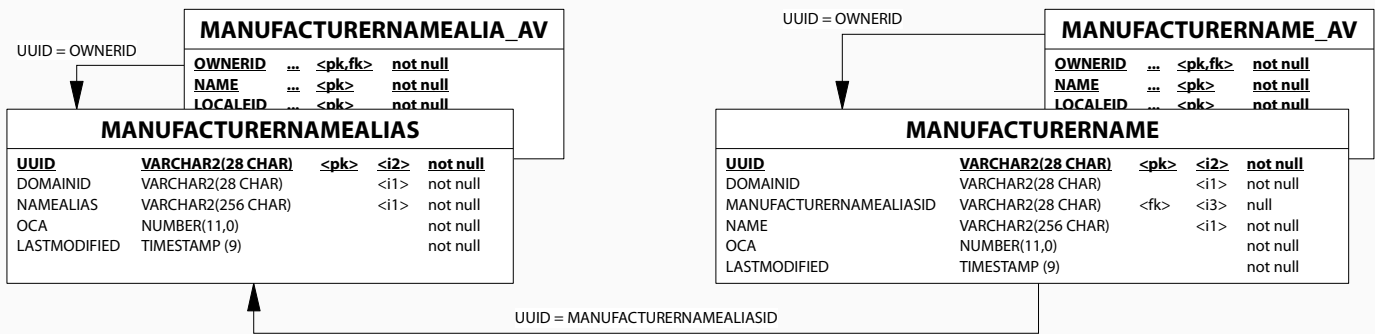 UUID = OWNERID
MANUFACTURERNAMEALIA_AV
OWNERID ... <pk,fk> not null
NAME ... <pk> not null
LOCALEID ... <pk> not null
MANUFACTURERNAMEALIAS
UUID VARCHAR2(28 CHAR) <pk> <i2> not null
DOMAINID VARCHAR2(28 CHAR) <i1> not null
NAMEALIAS VARCHAR2(256 CHAR) <i1> not null
OCA NUMBER(11,0) not null
LASTMODIFIED TIMESTAMP (9) not null
UUID = OWNERID
MANUFACTURERNAME_AV
OWNERID ... <pk,fk> not null
NAME ... <pk> not null
LOCALEID ... <pk> not null
MANUFACTURERNAME
UUID VARCHAR2(28 CHAR) <pk> <i2> not null
DOMAINID VARCHAR2(28 CHAR) <i1> not null
MANUFACTURERNAMEALIASID VARCHAR2(28 CHAR) <fk> <i3> null
NAME VARCHAR2(256 CHAR) <i1> not null
OCA NUMBER(11,0) not null
LASTMODIFIED TIMESTAMP (9) not null
UUID = MANUFACTURERNAMEALIASID